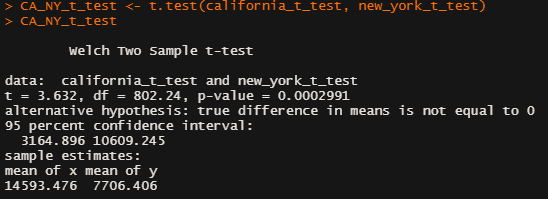 > CA_NY_t_test <- t.test(california_t_test, new_york_t_test)
> CA_NY_t_test
Welch Two Sample t-test
data:  california_t_test and new_york_t_test
t = 3.632, df = 802.24, p-value = 0.0002991
alternative hypothesis: true difference in means is not equal to 0
95 percent confidence interval:
  3164.896 10609.245
sample estimates:
mean of x mean of y
14593.476  7706.406